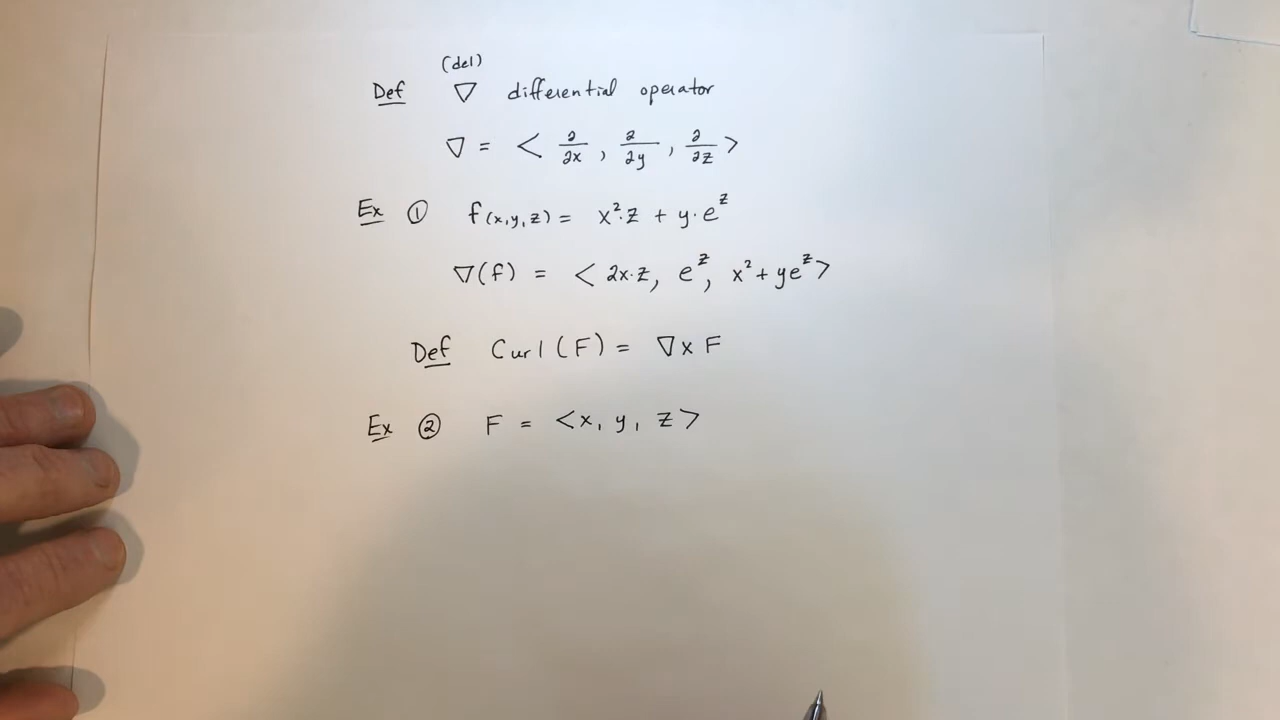 (del)
Def ∇ differential operator
∇ = < ∂/∂x , ∂/∂y , ∂/∂z >
Ex ① f(x,y,z) = x²·z + y·e^z
∇(f) = < 2x·z, e^z, x² + ye^z >
Def Curl(F) = ∇ x F
Ex ② F = <x, y, z>